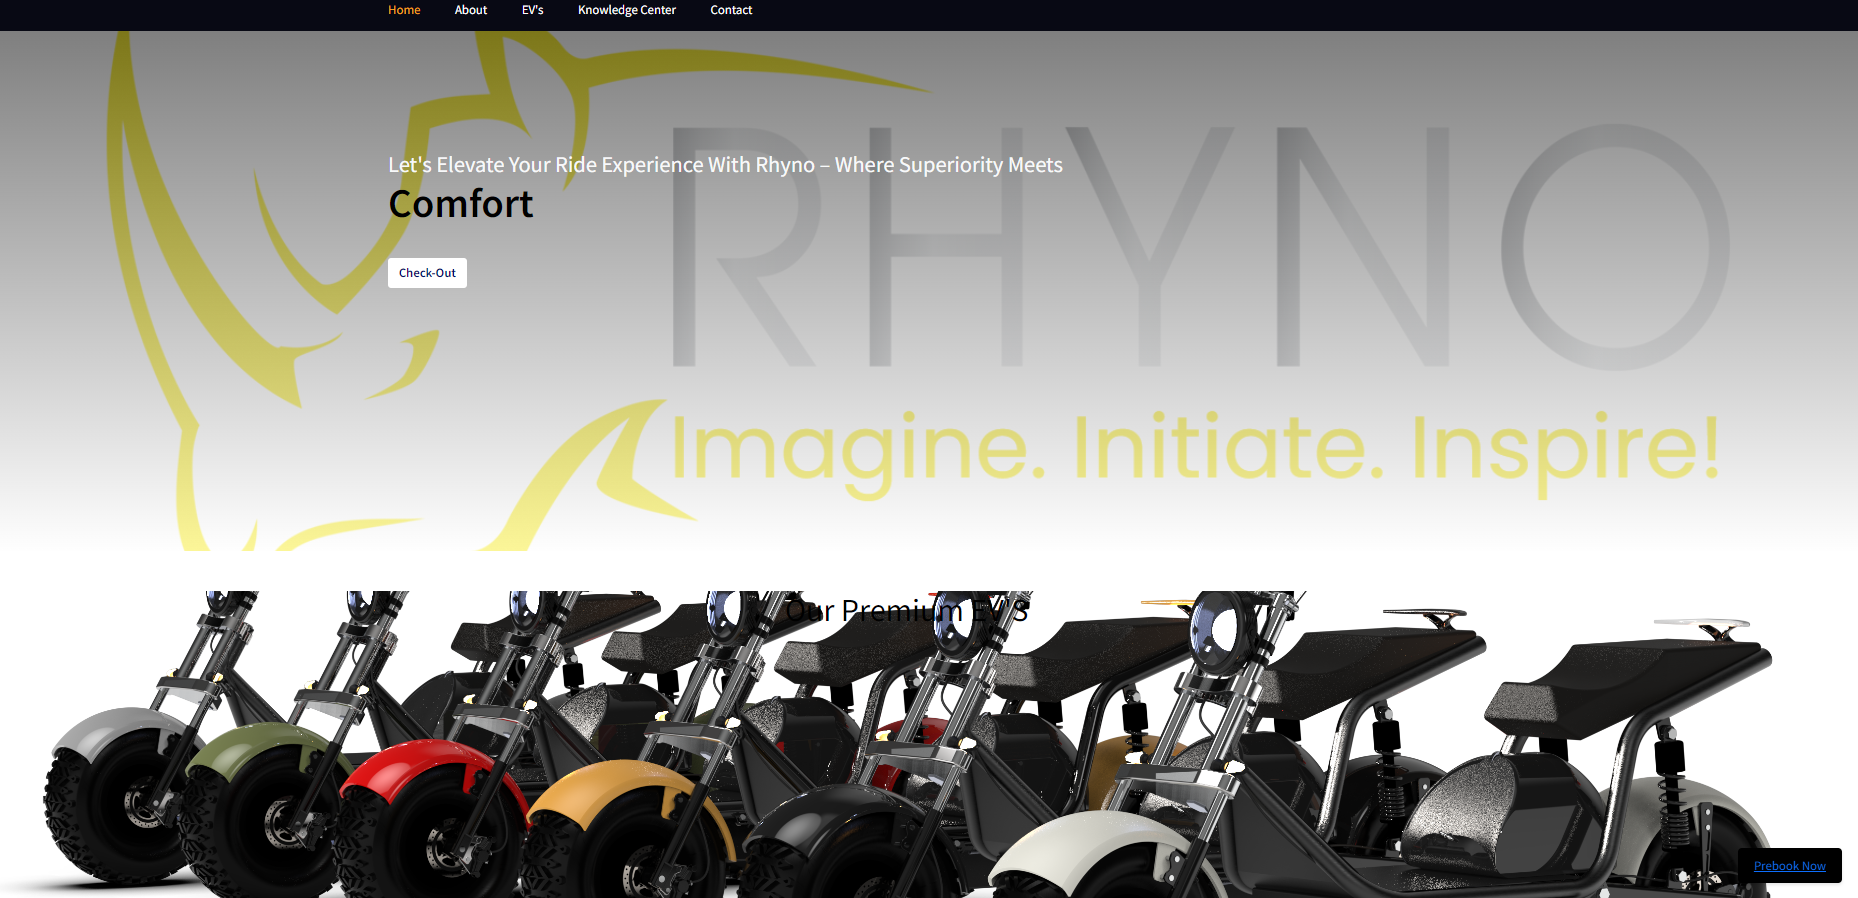 Home About EV's Knowledge Center Contact
RHYNO
Let's Elevate Your Ride Experience With Rhyno – Where Superiority Meets
Comfort
Check-Out
Imagine. Initiate. Inspire!
Our Premium EV'S
Prebook Now